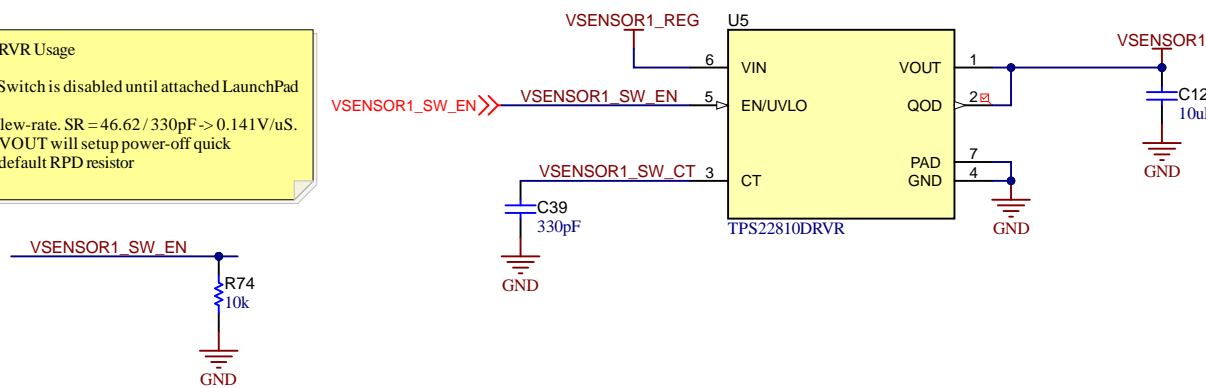 RVR Usage
Switch is disabled until attached LaunchPad
lew-rate. SR = 46.62 / 330pF -> 0.141V/uS.
VOUT will setup power-off quick
default RPD resistor
VSENSOR1_REG
U5
VSENSOR1
6 VIN VOUT 1
VSENSOR1_SW_EN VSENSOR1_SW_EN 5 EN/UVLO QOD 2
C12
10u
PAD 7
GND 4
GND
VSENSOR1_SW_CT 3 CT
C39
330pF
TPS22810DRVR
GND
GND
VSENSOR1_SW_EN
R74
10k
GND